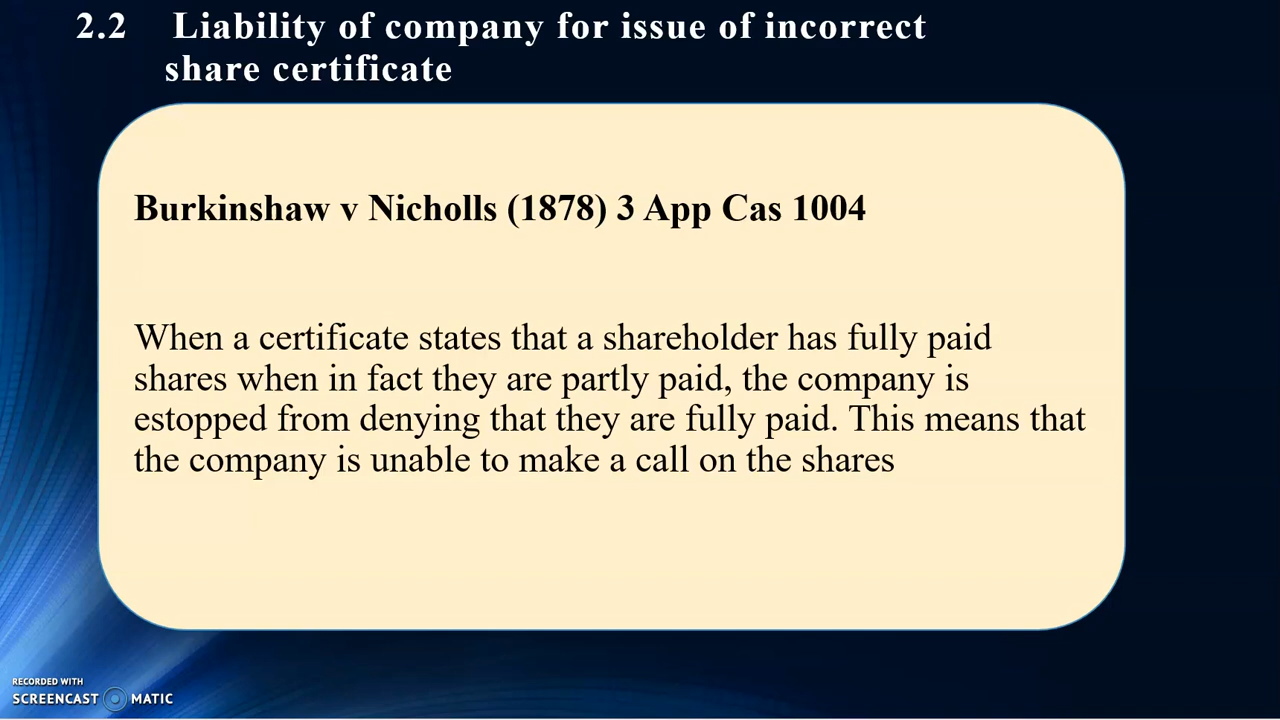 2.2 Liability of company for issue of incorrect
share certificate
Burkinshaw v Nicholls (1878) 3 App Cas 1004
When a certificate states that a shareholder has fully paid
shares when in fact they are partly paid, the company is
estopped from denying that they are fully paid. This means that
the company is unable to make a call on the shares
RECORDED WITH
SCREENCAST MATIC